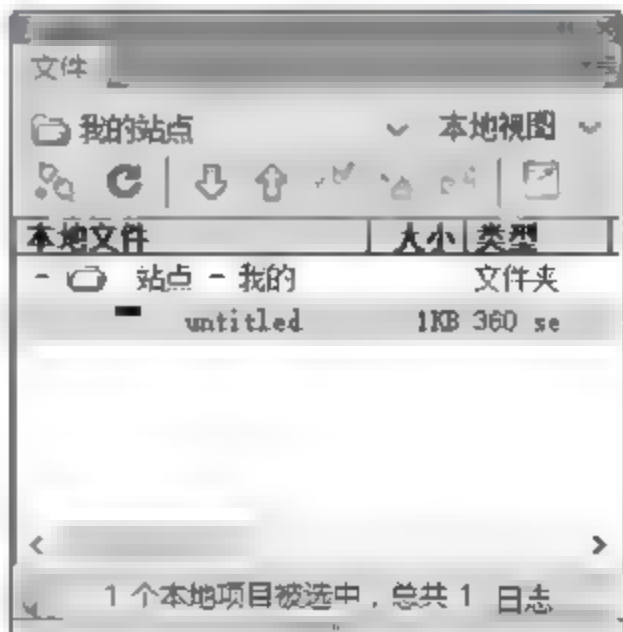 文件
我的站点 本地视图
本地文件 大小 类型
站点 - 我的 文件夹
untitled 1KB 360 se
1 个本地项目被选中，总共 1 日志